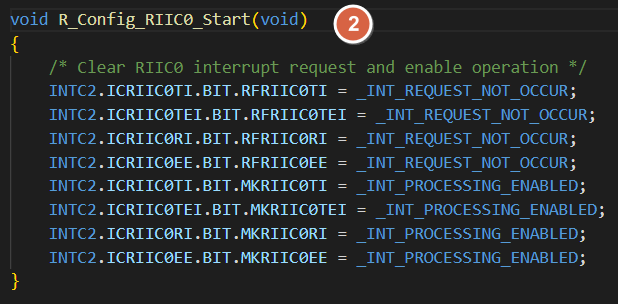 void R_Config_RIIC0_Start(void)
2
{
    /* Clear RIIC0 interrupt request and enable operation */
    INTC2.ICRIIC0TI.BIT.RFRIIC0TI = _INT_REQUEST_NOT_OCCUR;
    INTC2.ICRIIC0TEI.BIT.RFRIIC0TEI = _INT_REQUEST_NOT_OCCUR;
    INTC2.ICRIIC0RI.BIT.RFRIIC0RI = _INT_REQUEST_NOT_OCCUR;
    INTC2.ICRIIC0EE.BIT.RFRIIC0EE = _INT_REQUEST_NOT_OCCUR;
    INTC2.ICRIIC0TI.BIT.MKRIIC0TI = _INT_PROCESSING_ENABLED;
    INTC2.ICRIIC0TEI.BIT.MKRIIC0TEI = _INT_PROCESSING_ENABLED;
    INTC2.ICRIIC0RI.BIT.MKRIIC0RI = _INT_PROCESSING_ENABLED;
    INTC2.ICRIIC0EE.BIT.MKRIIC0EE = _INT_PROCESSING_ENABLED;
}